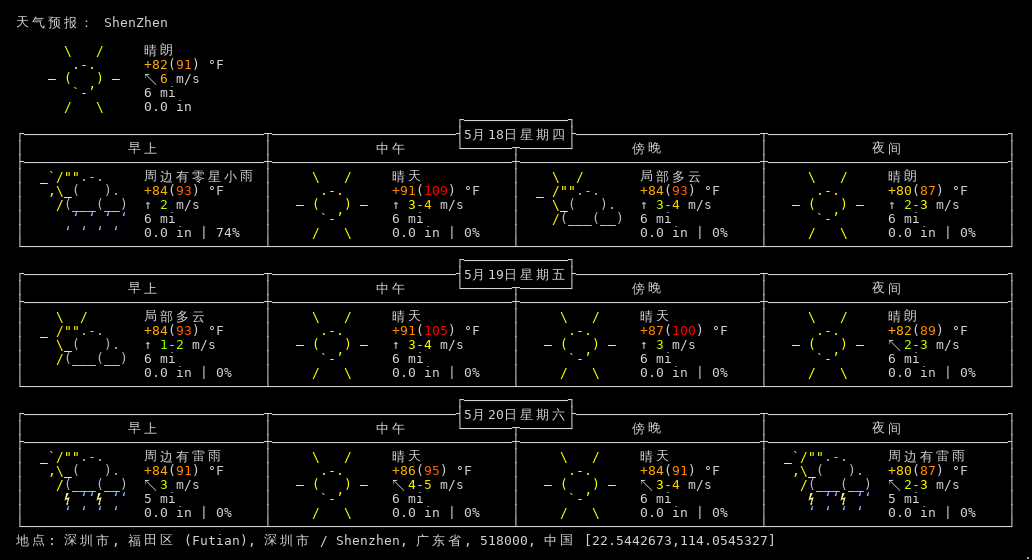 天气预报： ShenZhen
晴朗
+82(91) °F
↖6 m/s
6 mi
0.0 in
5月18日星期四
早上 中午 傍晚 夜间
周边有零星小雨 晴天 局部多云 晴朗
+84(93) °F +91(109) °F +84(93) °F +80(87) °F
↑ 2 m/s ↑ 3-4 m/s ↑ 3-4 m/s ↑ 2-3 m/s
6 mi 6 mi 6 mi 6 mi
0.0 in | 74% 0.0 in | 0% 0.0 in | 0% 0.0 in | 0%
5月19日星期五
早上 中午 傍晚 夜间
局部多云 晴天 晴天 晴朗
+84(93) °F +91(105) °F +87(100) °F +82(89) °F
↑ 1-2 m/s ↑ 3-4 m/s ↑ 3 m/s ↖2-3 m/s
6 mi 6 mi 6 mi 6 mi
0.0 in | 0% 0.0 in | 0% 0.0 in | 0% 0.0 in | 0%
5月20日星期六
早上 中午 傍晚 夜间
周边有雷雨 晴天 晴天 周边有雷雨
+84(91) °F +86(95) °F +84(91) °F +80(87) °F
↖3 m/s ↖4-5 m/s ↖3-4 m/s ↖2-3 m/s
5 mi 6 mi 6 mi 5 mi
0.0 in | 0% 0.0 in | 0% 0.0 in | 0% 0.0 in | 0%
地点: 深圳市, 福田区 (Futian), 深圳市 / Shenzhen, 广东省, 518000, 中国 [22.5442673,114.0545327]